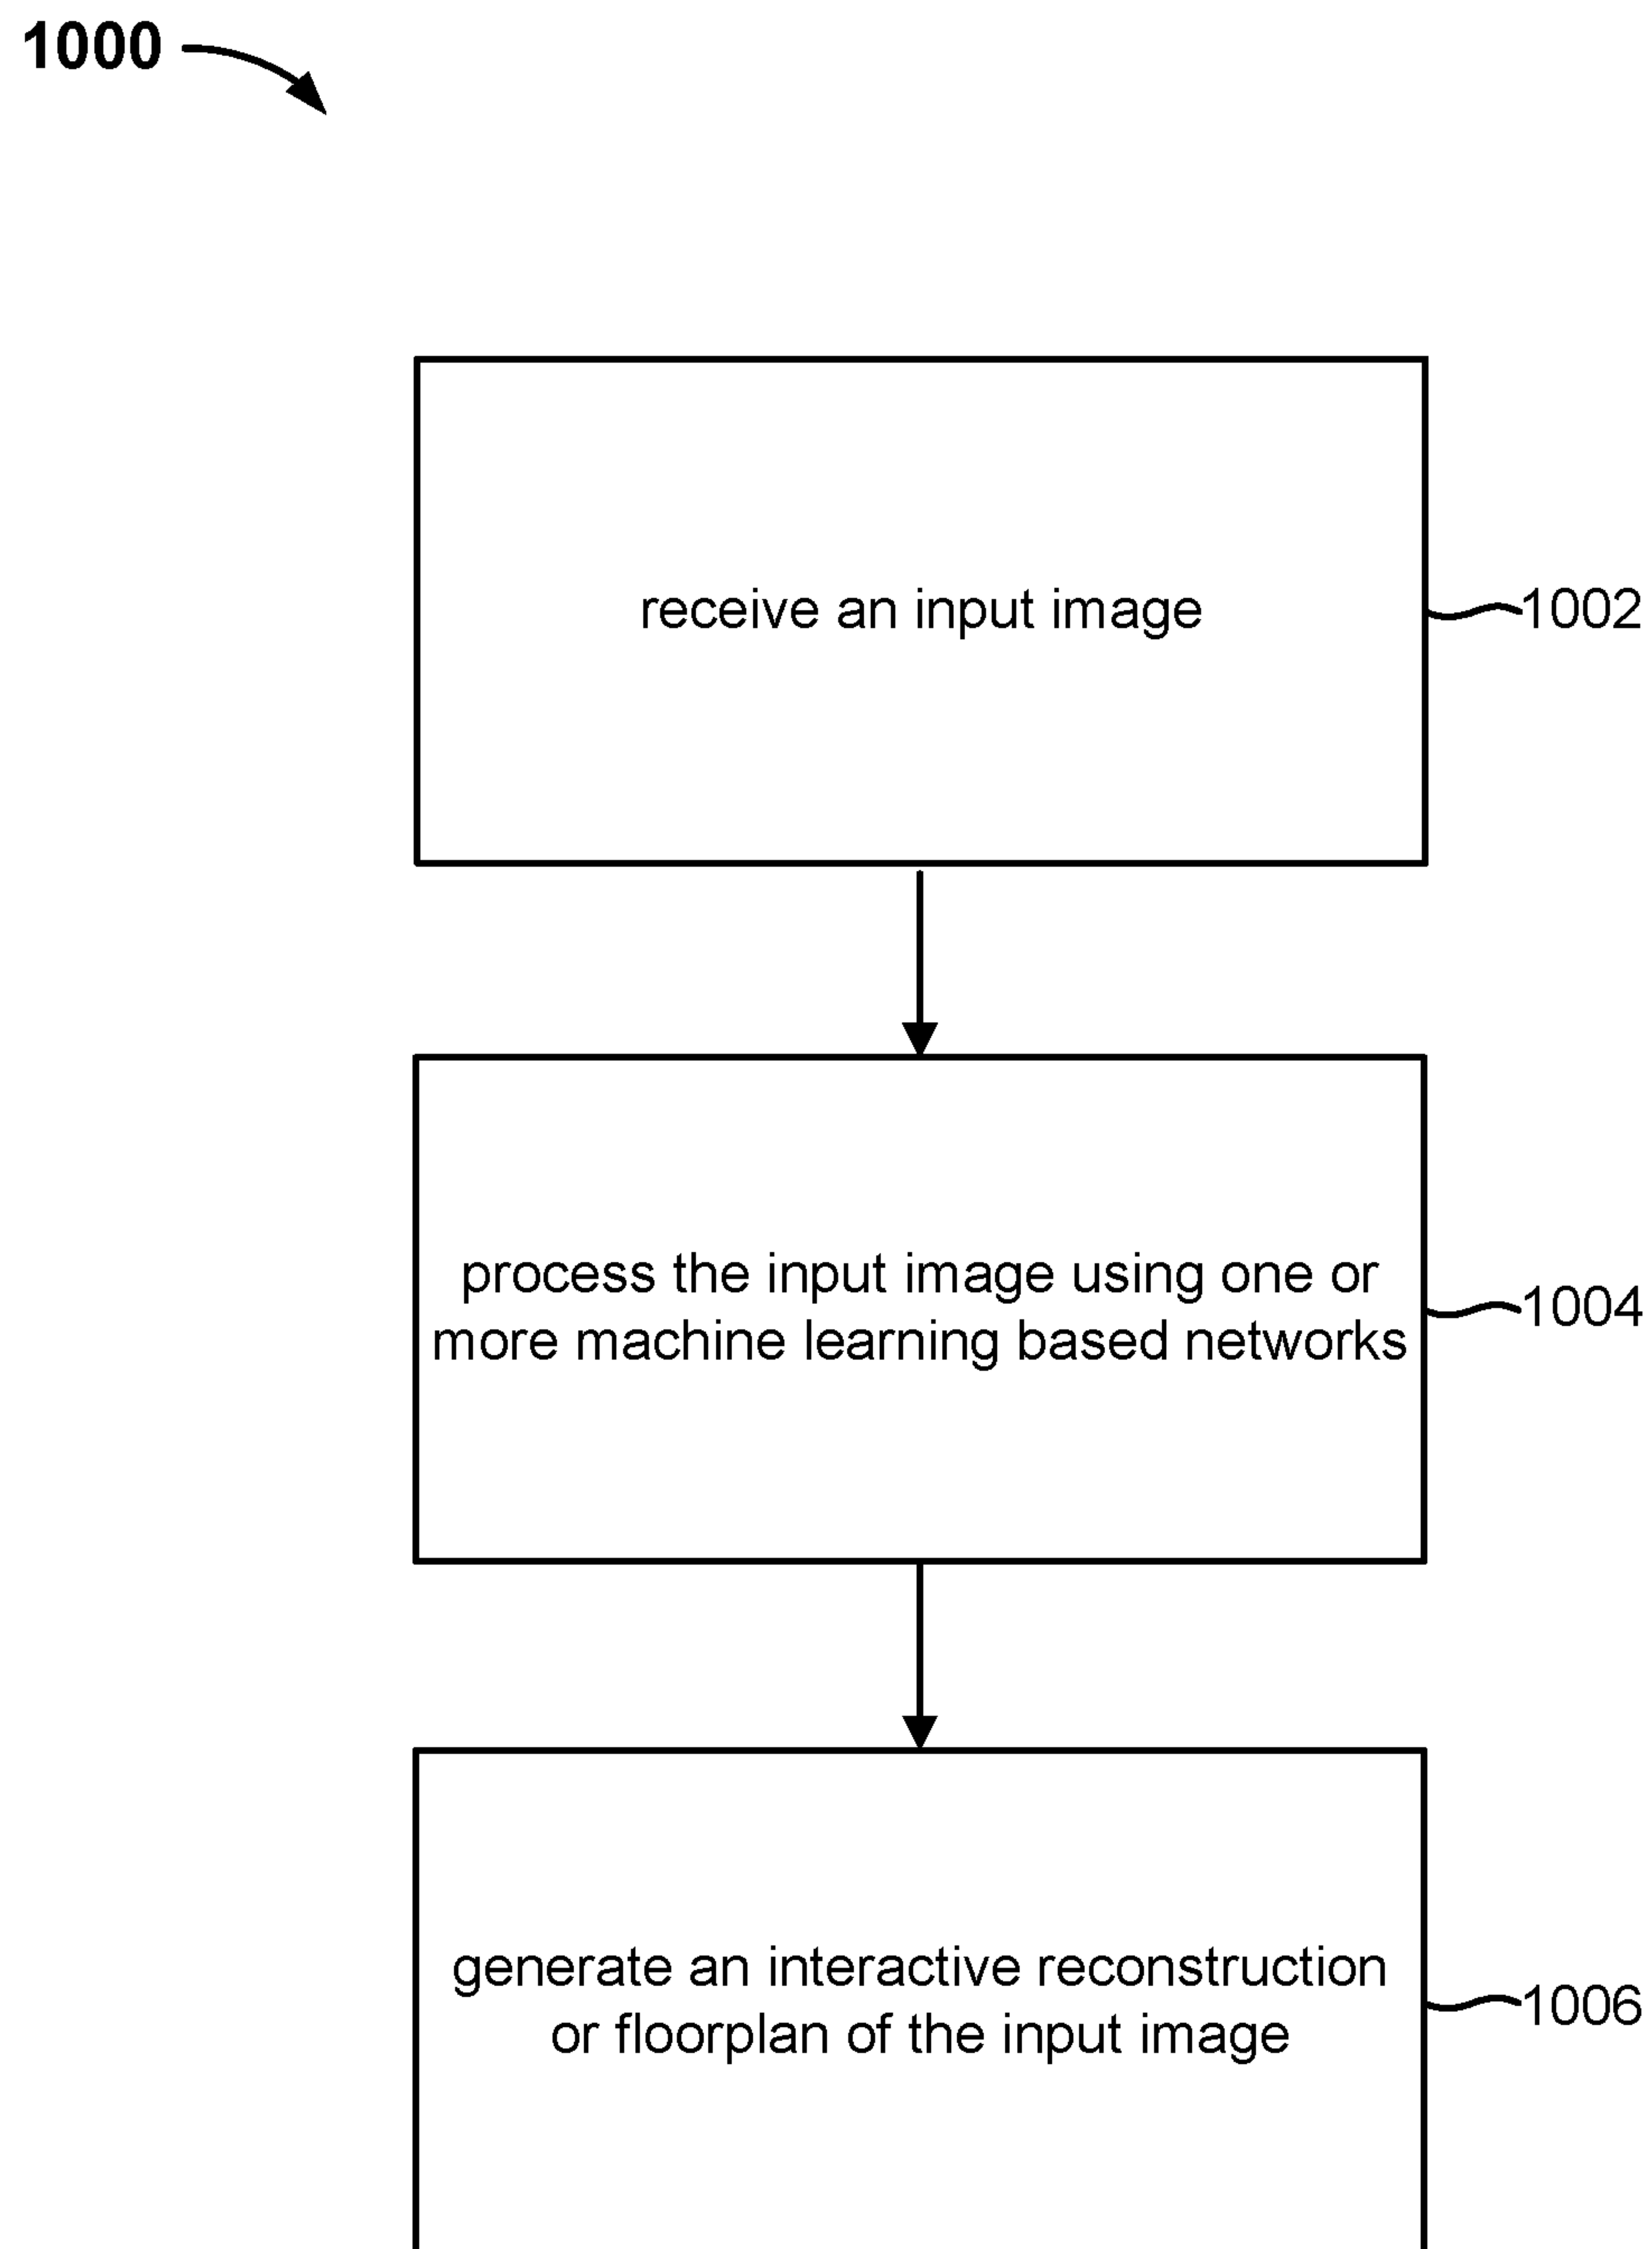 1000
receive an input image
1002
process the input image using one or
more machine learning based networks
1004
generate an interactive reconstruction
or floorplan of the input image
1006